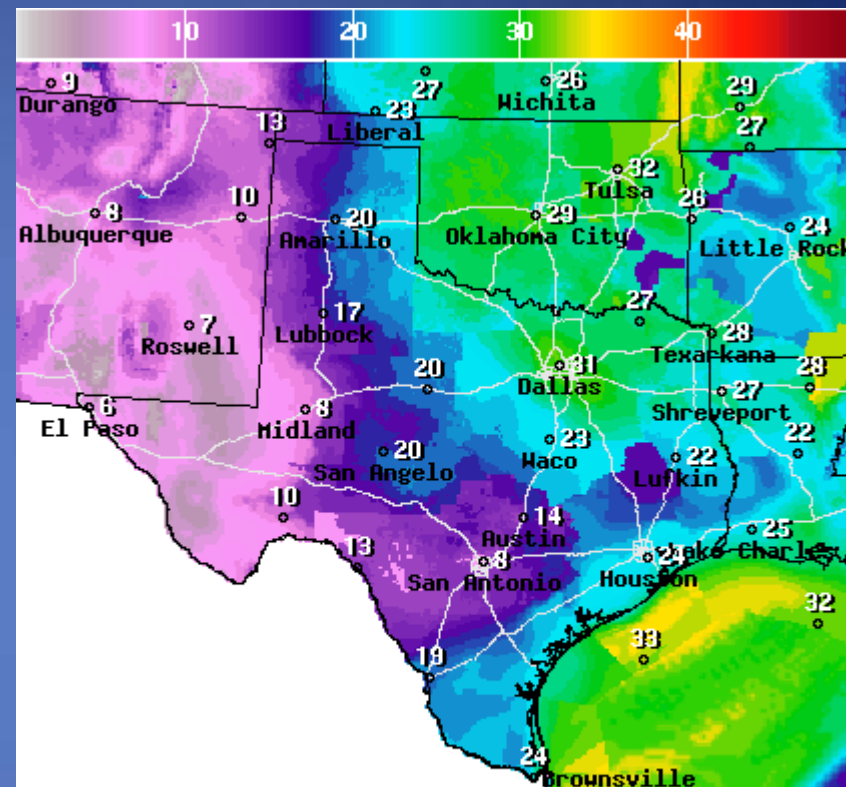 10 20 30 40
9
Durango
27
26
Wichita
29
23
Liberal
13
27
32
Tulsa
8
Albuquerque
10
20
Amarillo
29
Oklahoma City
26
24
Little Rock
7
Roswell
17
Lubbock
27
28
Texarkana
31
Dallas
6
El Paso
8
Midland
20
27
Shreveport
28
20
San Angelo
23
Waco
22
Lufkin
22
10
14
Austin
25
Lake Charles
13
8
San Antonio
24
Houston
32
33
19
24
Brownsville